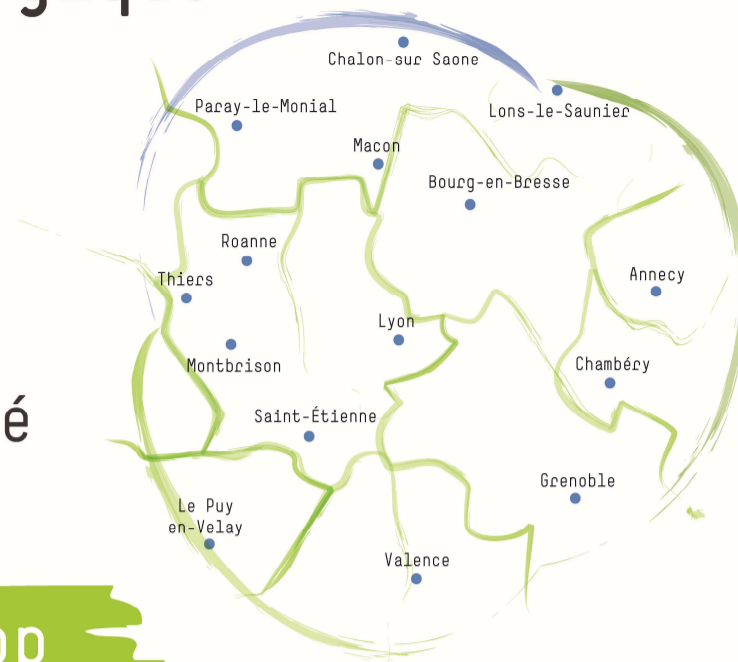 Chalon-sur Saone
Lons-le-Saunier
Paray-le-Monial
Macon
Bourg-en-Bresse
Roanne
Thiers
Annecy
Lyon
Montbrison
Chambéry
é
Saint-Étienne
Grenoble
Le Puy
en-Velay
Valence